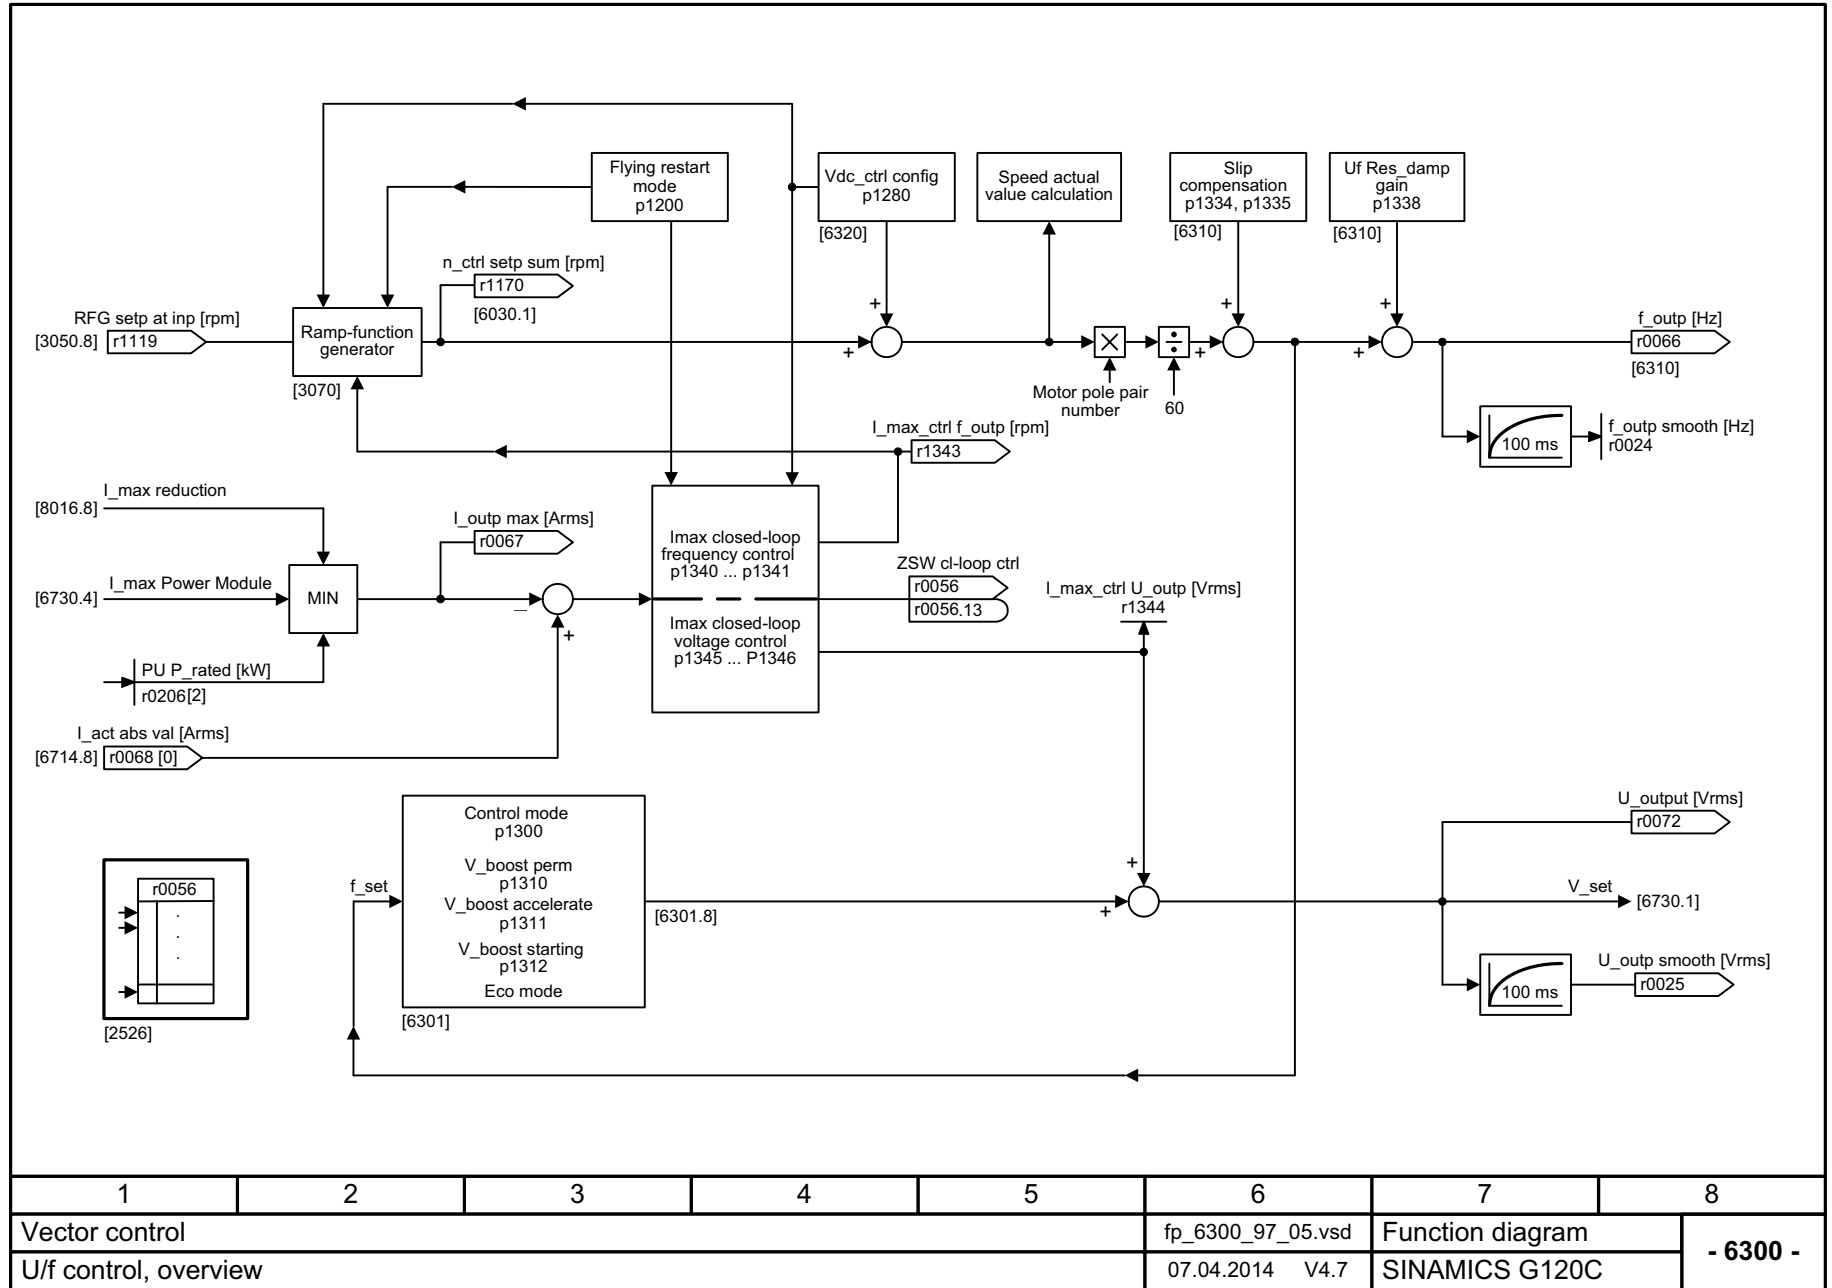 Flying restart
mode
p1200
Vdc_ctrl config
p1280
[6320]
Speed actual
value calculation
Slip
compensation
p1334, p1335
[6310]
Uf Res_damp
gain
p1338
[6310]
n_ctrl setp sum [rpm]
r1170
[6030.1]
RFG setp at inp [rpm]
[3050.8] r1119
Ramp-function
generator
[3070]
+
+
+
+
+
+
Motor pole pair
number
60
f_outp [Hz]
r0066
[6310]
100 ms
f_outp smooth [Hz]
r0024
I_max_ctrl f_outp [rpm]
r1343
I_max reduction
[8016.8]
I_outp max [Arms]
r0067
[6730.4] I_max Power Module
MIN
_
+
PU P_rated [kW]
r0206[2]
I_act abs val [Arms]
[6714.8] r0068 [0]
Imax closed-loop
frequency control
p1340 ... p1341
Imax closed-loop
voltage control
p1345 ... P1346
ZSW cl-loop ctrl
r0056
r0056.13
I_max_ctrl U_outp [Vrms]
r1344
Control mode
p1300
V_boost perm
p1310
V_boost accelerate
p1311
V_boost starting
p1312
Eco mode
[6301]
f_set
[6301.8]
+
+
U_output [Vrms]
r0072
V_set
[6730.1]
100 ms
U_outp smooth [Vrms]
r0025
r0056
[2526]
1 2 3 4 5 6 7 8
Vector control
fp_6300_97_05.vsd
Function diagram
- 6300 -
U/f control, overview
07.04.2014 V4.7
SINAMICS G120C